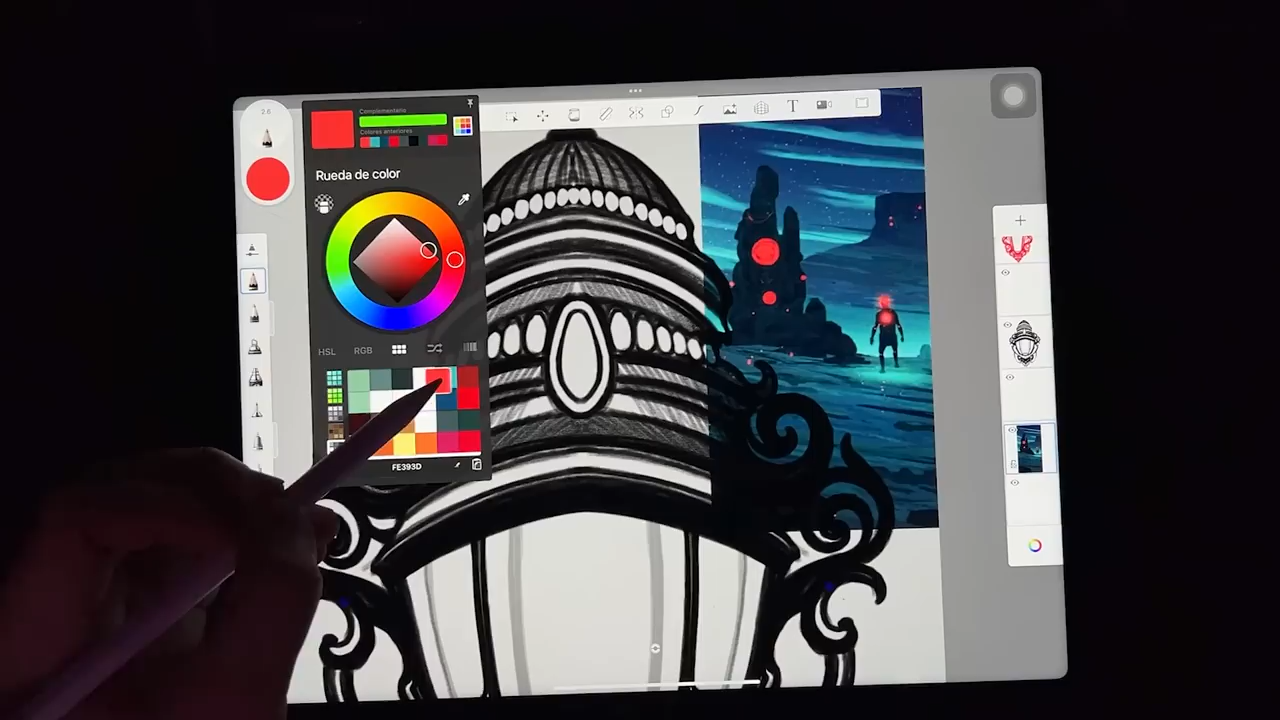 2.6
Complementario
Colores anteriores
Rueda de color
HSL
RGB
FE393D
T